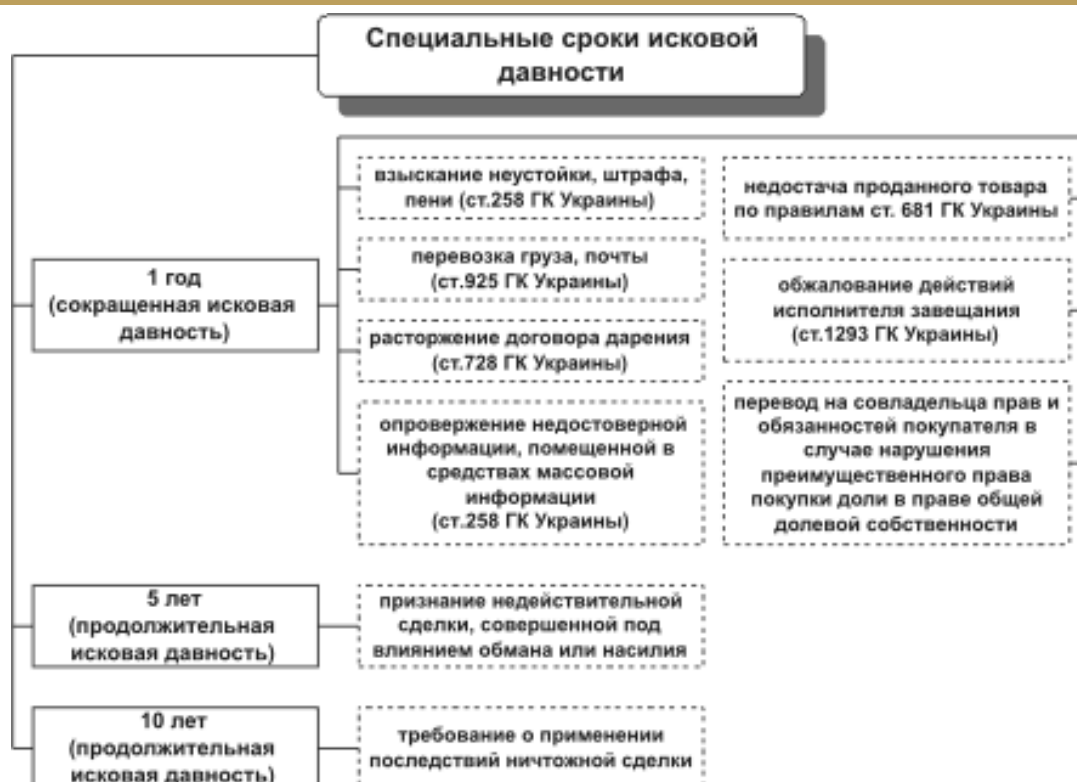 Специальные сроки исковой
давности
1 год
(сокращенная исковая
давность)
взыскание неустойки, штрафа,
пени (ст.258 ГК Украины)
перевозка груза, почты
(ст.925 ГК Украины)
расторжение договора дарения
(ст.728 ГК Украины)
опровержение недостоверной
информации, помещенной в
средствах массовой
информации
(ст.258 ГК Украины)
недостача проданного товара
по правилам ст. 681 ГК Украины
обжалование действий
исполнителя завещания
(ст.1293 ГК Украины)
перевод на совладельца прав и
обязанностей покупателя в
случае нарушения
преимущественного права
покупки доли в праве общей
долевой собственности
5 лет
(продолжительная
исковая давность)
признание недействительной
сделки, совершенной под
влиянием обмана или насилия
10 лет
(продолжительная
исковая давность)
требование о применении
последствий ничтожной сделки